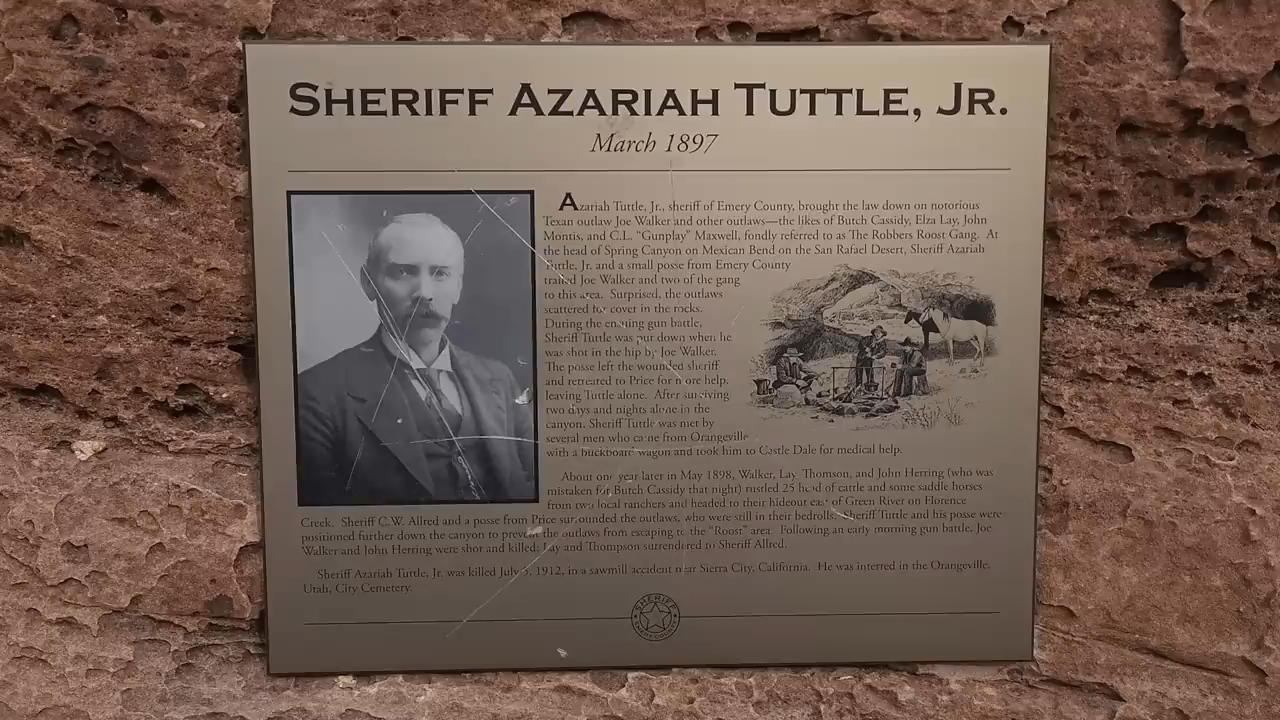 SHERIFF AZARIAH TUTTLE, JR.
March 1897
Azariah Tuttle, Jr., sheriff of Emery County, brought the law down on notorious
Texan outlaw Joe Walker and other outlaws—the likes of Butch Cassidy, Elza Lay, John
Montis, and C.L. "Gunplay" Maxwell, fondly referred to as The Robbers Roost Gang. At
the head of Spring Canyon on Mexican Bend on the San Rafael Desert, Sheriff Azariah
Tuttle, Jr. and a small posse from Emery County
trailed Joe Walker and two of the gang
to this area. Surprised, the outlaws
scattered for cover in the rocks.
During the ensuing gun battle,
Sheriff Tuttle was put down when he
was shot in the hip by Joe Walker.
The posse left the wounded sheriff
and retreated to Price for more help,
leaving Tuttle alone. After surviving
two days and nights alone in the
canyon, Sheriff Tuttle was met by
several men who came from Orangeville
with a buckboard wagon and took him to Castle Dale for medical help.
About one year later in May 1898, Walker, Lay, Thomson, and John Herring (who was
mistaken for Butch Cassidy that night) rustled 25 head of cattle and some saddle horses
from two local ranchers and headed to their hideout east of Green River on Florence
Creek. Sheriff C.W. Allred and a posse from Price surrounded the outlaws, who were still in their bedrolls. Sheriff Tuttle and his posse were
positioned further down the canyon to prevent the outlaws from escaping to the "Roost" area. Following an early morning gun battle, Joe
Walker and John Herring were shot and killed; Lay and Thompson surrendered to Sheriff Allred.
Sheriff Azariah Tuttle, Jr. was killed July 1912, in a sawmill accident near Sierra City, California. He was interred in the Orangeville,
Utah, City Cemetery.
SHERIFF
EMERY COUNTY